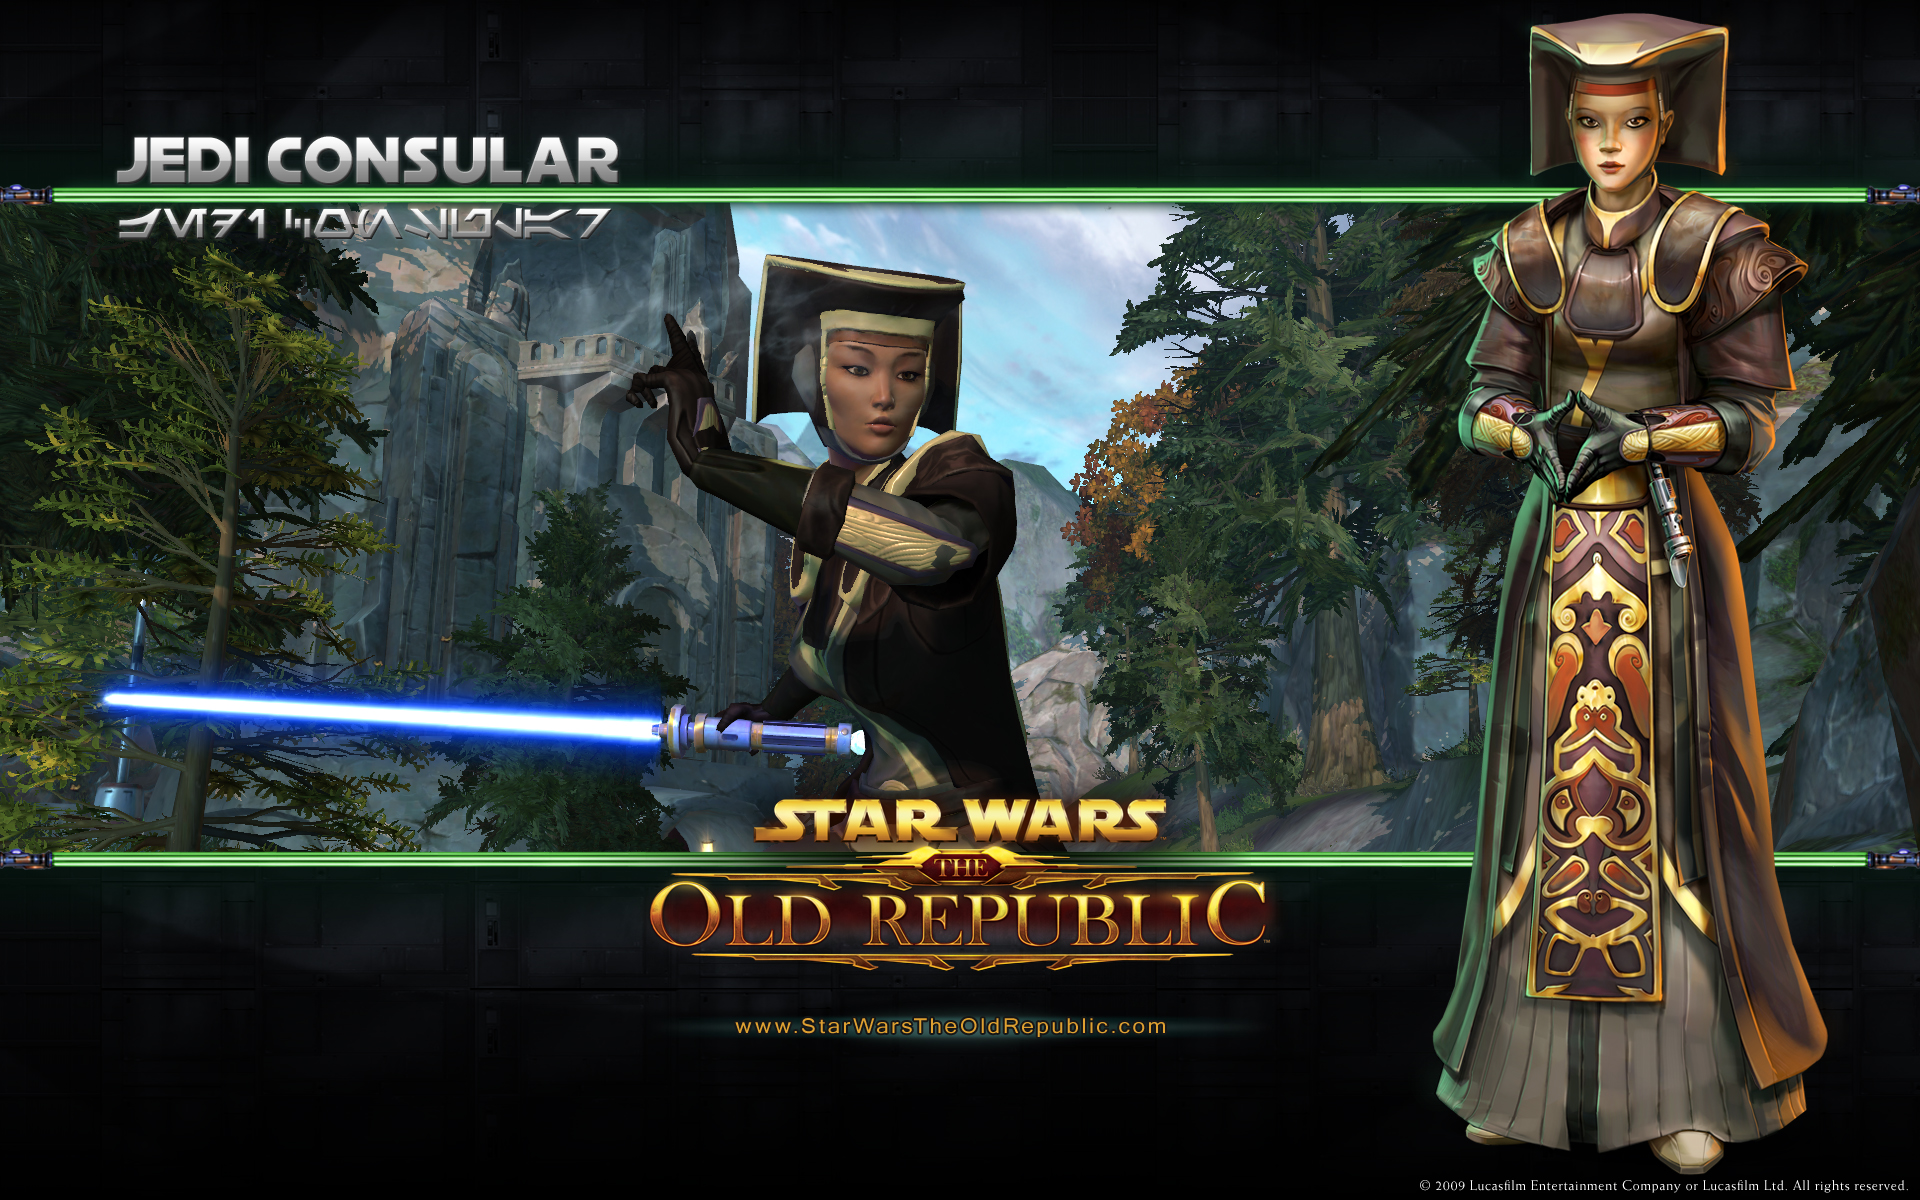 JEDI CONSULAR
STAR WARS
THE
OLD REPUBLIC™
www.StarWarsTheOldRepublic.com
© 2009 Lucasfilm Entertainment Company or Lucasfilm Ltd. All rights reserved.